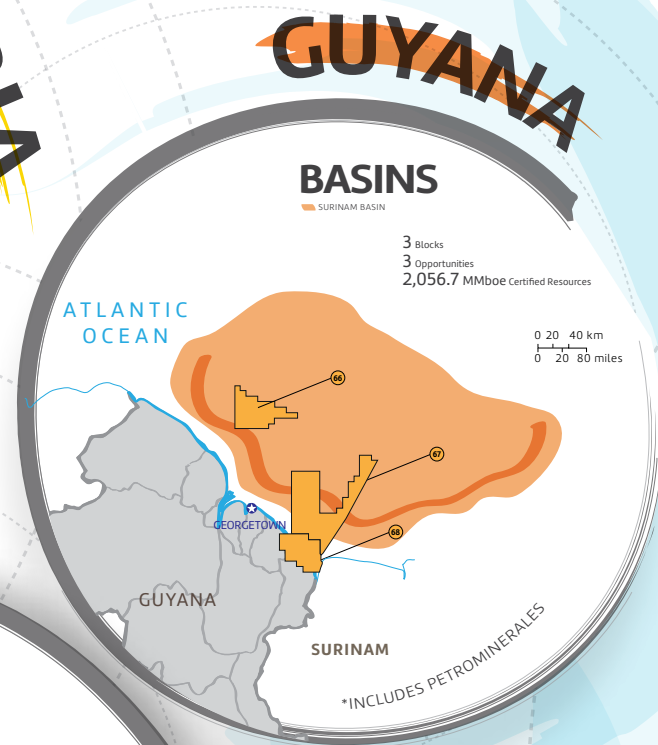 GUYANA
BASINS
SURINAM BASIN
3 Blocks
3 Opportunities
2,056.7 MMboe Certified Resources
ATLANTIC
OCEAN
0 20 40 km
0 20 80 miles
66
67
GEORGETOWN
68
GUYANA
SURINAM
*INCLUDES PETROMINERALES